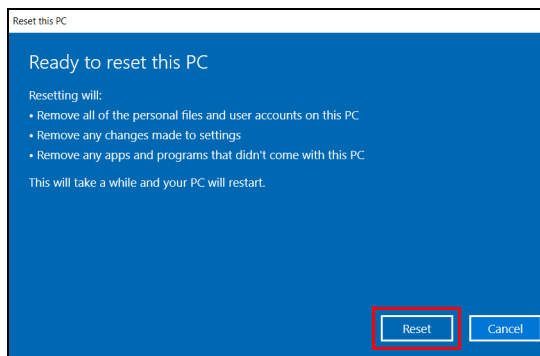 Reset this PC
Ready to reset this PC
Resetting will:
• Remove all of the personal files and user accounts on this PC
• Remove any changes made to settings
• Remove any apps and programs that didn't come with this PC
This will take a while and your PC will restart.
Reset Cancel